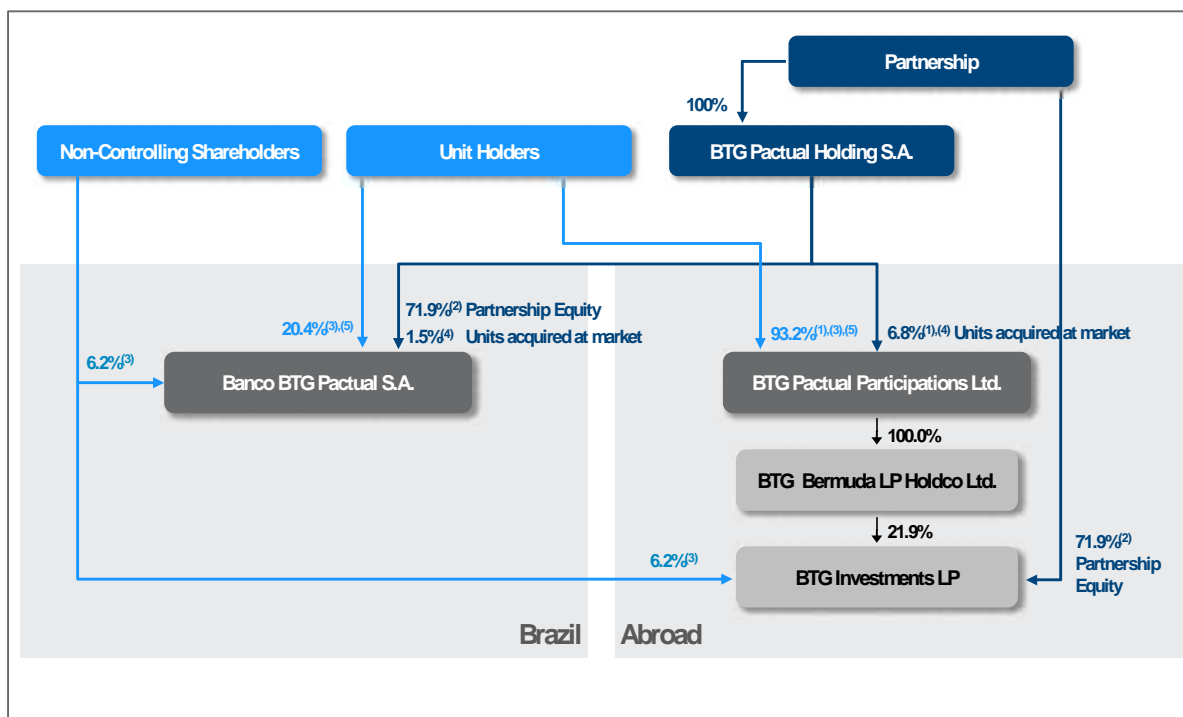 Partnership
100%
Non-Controlling Shareholders
Unit Holders
BTG Pactual Holding S.A.
71.9%(2) Partnership Equity
1.5%(4) Units acquired at market
20.4%(3),(5)
93.2%(1),(3),(5)
6.8%(1),(4) Units acquired at market
6.2%(3)
Banco BTG Pactual S.A.
BTG Pactual Participations Ltd.
100.0%
BTG Bermuda LP Holdco Ltd.
21.9%
6.2%(3)
BTG Investments LP
71.9%(2)
Partnership
Equity
Brazil
Abroad